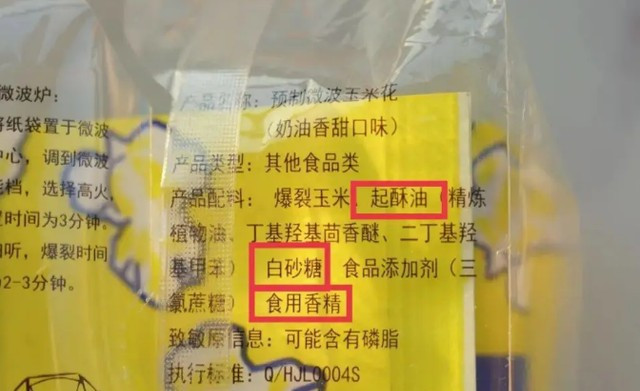 微波炉：
将纸袋置于微波
中心，调到微波
档，选择高火，
定时间为3分钟。
听，爆裂时间
2-3分钟。
产品名称：预制微波玉米花
（奶油香甜口味）
产品类型：其他食品类
产品配料：爆裂玉米、起酥油（精炼
植物油、丁基羟基茴香醚、二丁基羟
基甲苯）白砂糖 食品添加剂（三
氯蔗糖）食用香精
致敏原信息：可能含有磷脂
执行标准：Q/HJL0004S